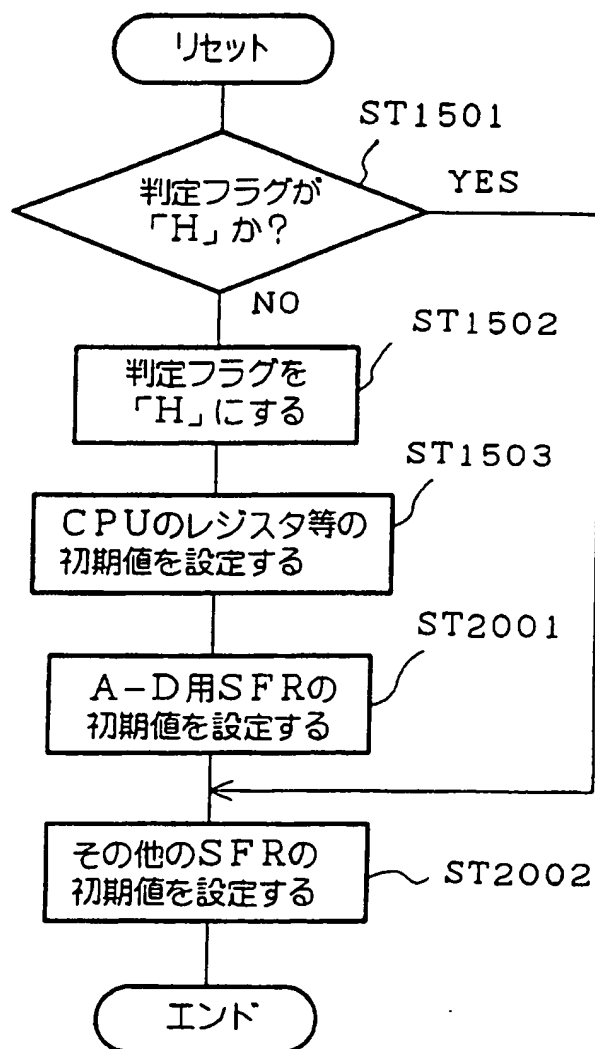 リセット
ST1501
判定フラグが
「H」か?
YES
NO
ST1502
判定フラグを
「H」にする
ST1503
CPUのレジスタ等の
初期値を設定する
ST2001
A-D用SFRの
初期値を設定する
その他のSFRの
初期値を設定する
ST2002
エンド